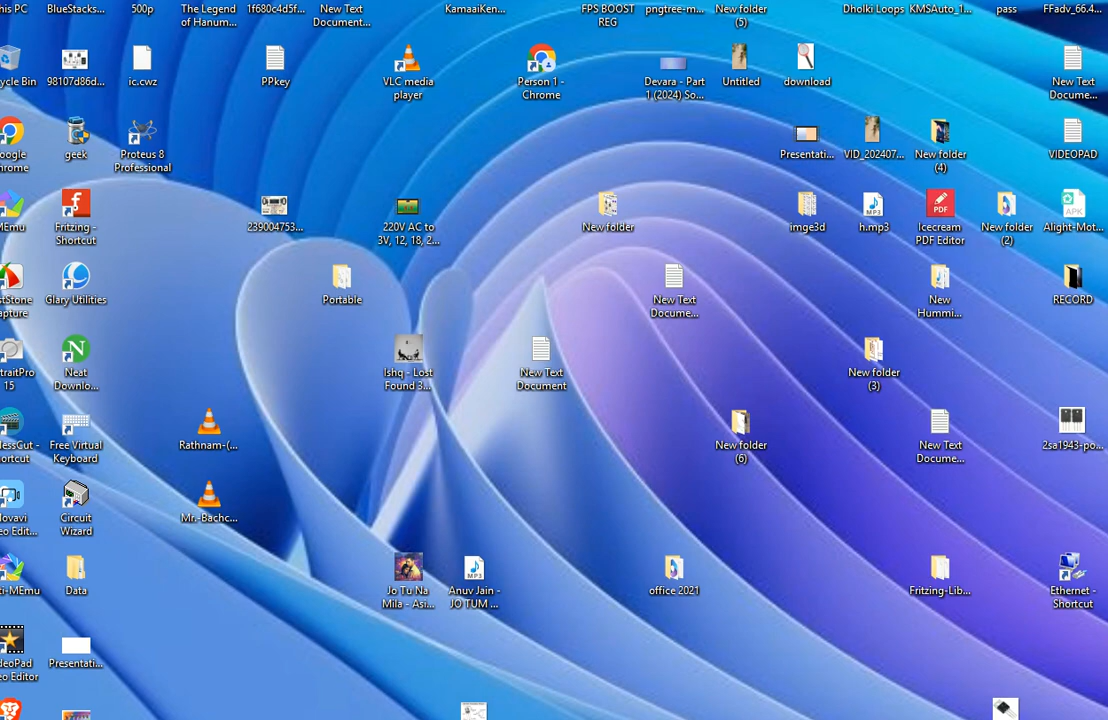 his PC
BlueStacks...
500p
The Legend
of Hanum...
1f680c4d5f...
New Text
Document...
KamaaiKen...
FPS BOOST
REG
pngtree-m...
New folder
(5)
Dholki Loops
KMSAuto_1...
pass
FFadv_66.4...
cycle Bin
98107d86d...
ic.cwz
PPkey
VLC media
player
Person 1 -
Chrome
Devara - Part
1 (2024) So...
Untitled
download
New Text
Docume...
oogle
hrome
geek
Proteus 8
Professional
Presentati...
VID_202407...
New folder
(4)
VIDEOPAD
MEmu
Fritzing -
Shortcut
239004753...
220V AC to
3V, 12, 18, 2...
New folder
imge3d
h.mp3
Icecream
PDF Editor
New folder
(2)
Alight-Mot...
stStone
apture
Glary Utilities
Portable
New Text
Docume...
New
Hummi...
RECORD
rtraitPro
15
Neat
Downlo...
Ishq - Lost
Found 3...
New Text
Document
New folder
(3)
lessCut -
ortcut
Free Virtual
Keyboard
Rathnam-(...
New folder
(6)
New Text
Docume...
2sa1943-po...
Movavi
eo Edit...
Circuit
Wizard
Mr.-Bachc...
ti-MEmu
Data
Jo Tu Na
Mila - Asi...
Anuv Jain -
JO TUM ...
office 2021
Fritzing-Lib...
Ethernet -
Shortcut
deoPad
eo Editor
Presentati...